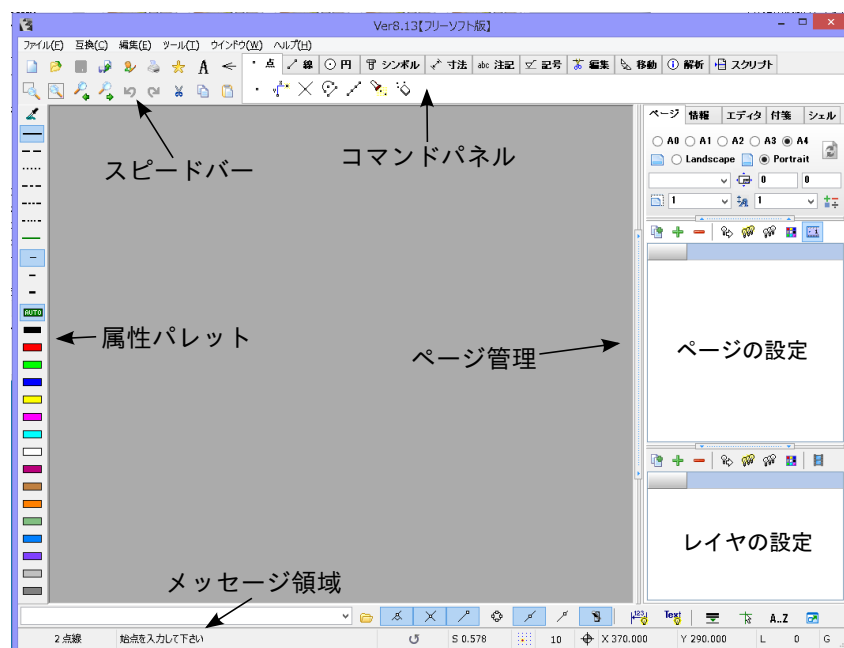 Ver8.13【フリーソフト版】
ファイル(F) 互換(C) 編集(E) ツール(T) ウインドウ(W) ヘルプ(H)
点 線 円 シンボル 寸法 abc 注記 記号 編集 移動 解析 スクリプト
スピードバー
コマンドパネル
ページ 情報 エディタ 付箋 シェル
A0 A1 A2 A3 A4
Landscape Portrait
0 0
1 1
AUTO
属性パレット
ページ管理
ページの設定
レイヤの設定
メッセージ領域
123 Text A..Z
2点線 始点を入力して下さい S 0.578 10 X 370.000 Y 290.000 L 0 G